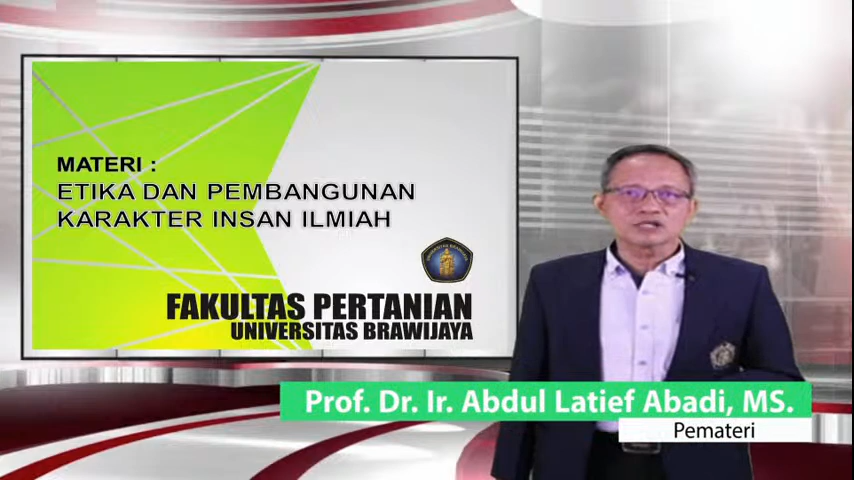 MATERI :
ETIKA DAN PEMBANGUNAN
KARAKTER INSAN ILMIAH
FAKULTAS PERTANIAN
UNIVERSITAS BRAWIJAYA
Prof. Dr. Ir. Abdul Latief Abadi, MS.
Pemateri